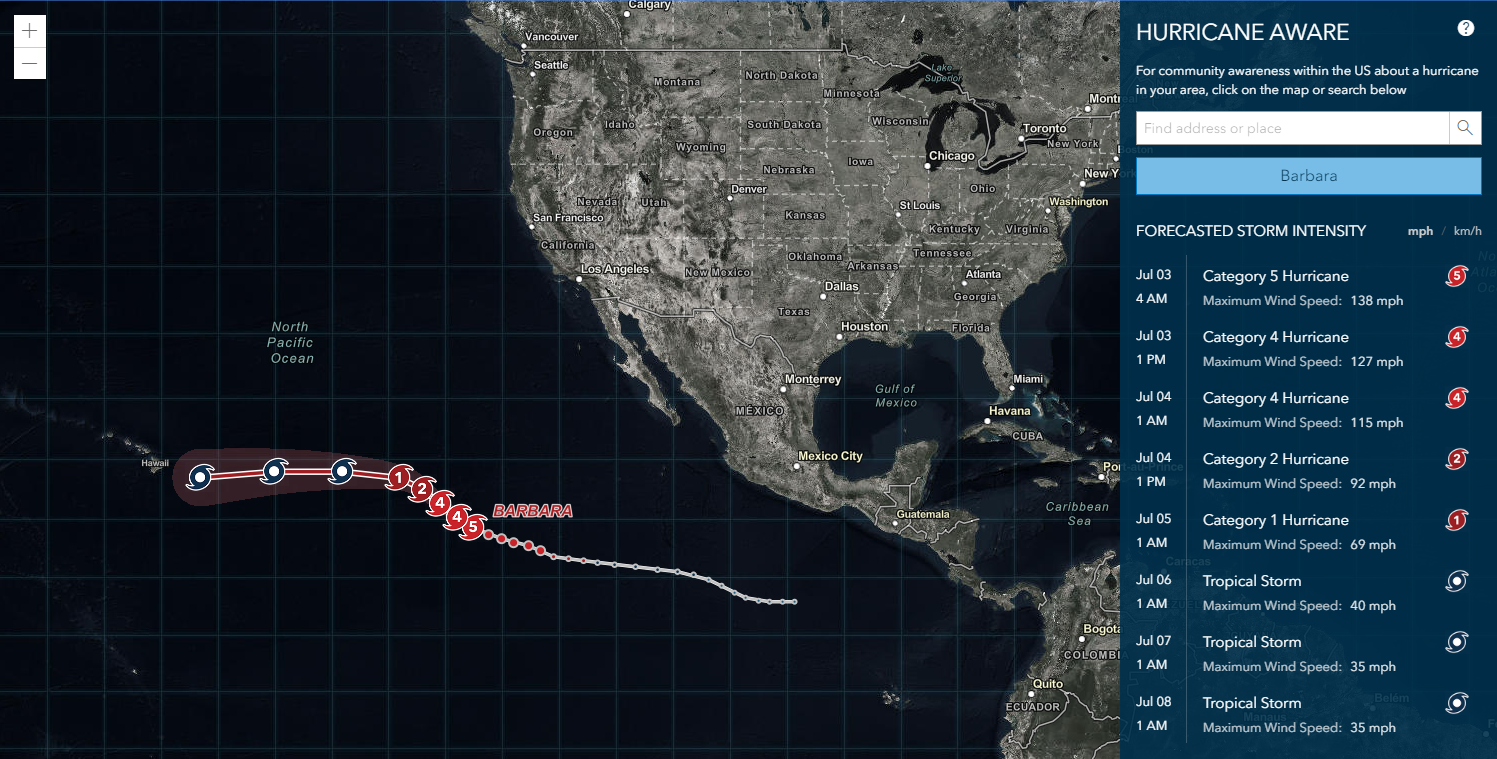 Calgary
Vancouver
Seattle
Montana
North Dakota
Lake
Superior
Minnesota
Oregon
Idaho
South Dakota
Wisconsin
Toronto
Wyoming
New York
Iowa
Chicago
Nebraska
Denver
Ohio
Nevada
Utah
St Louis
Washington
San Francisco
Kansas
Kentucky
Virginia
California
Oklahoma
Tennessee
Los Angeles
New Mexico
Arkansas
Atlanta
Dallas
Georgia
Texas
North
Pacific
Ocean
Houston
Florida
Monterrey
Gulf of
Mexico
Miami
MÉXICO
Havana
CUBA
Hawaii
Mexico City
Port-au-Prince
1
2
4
4
5
BARBARA
Guatemala
Caribbean
Sea
Bogota
COLOMBI
Quito
ECUADOR
HURRICANE AWARE
?
For community awareness within the US about a hurricane
in your area, click on the map or search below
Find address or place
Barbara
FORECASTED STORM INTENSITY mph / km/h
Jul 03 Category 5 Hurricane 5
4 AM Maximum Wind Speed: 138 mph
Jul 03 Category 4 Hurricane 4
1 PM Maximum Wind Speed: 127 mph
Jul 04 Category 4 Hurricane 4
1 AM Maximum Wind Speed: 115 mph
Jul 04 Category 2 Hurricane 2
1 PM Maximum Wind Speed: 92 mph
Jul 05 Category 1 Hurricane 1
1 AM Maximum Wind Speed: 69 mph
Jul 06 Tropical Storm
1 AM Maximum Wind Speed: 40 mph
Jul 07 Tropical Storm
1 AM Maximum Wind Speed: 35 mph
Jul 08 Tropical Storm
1 AM Maximum Wind Speed: 35 mph
Boston
Caracas
Belém
Manaus